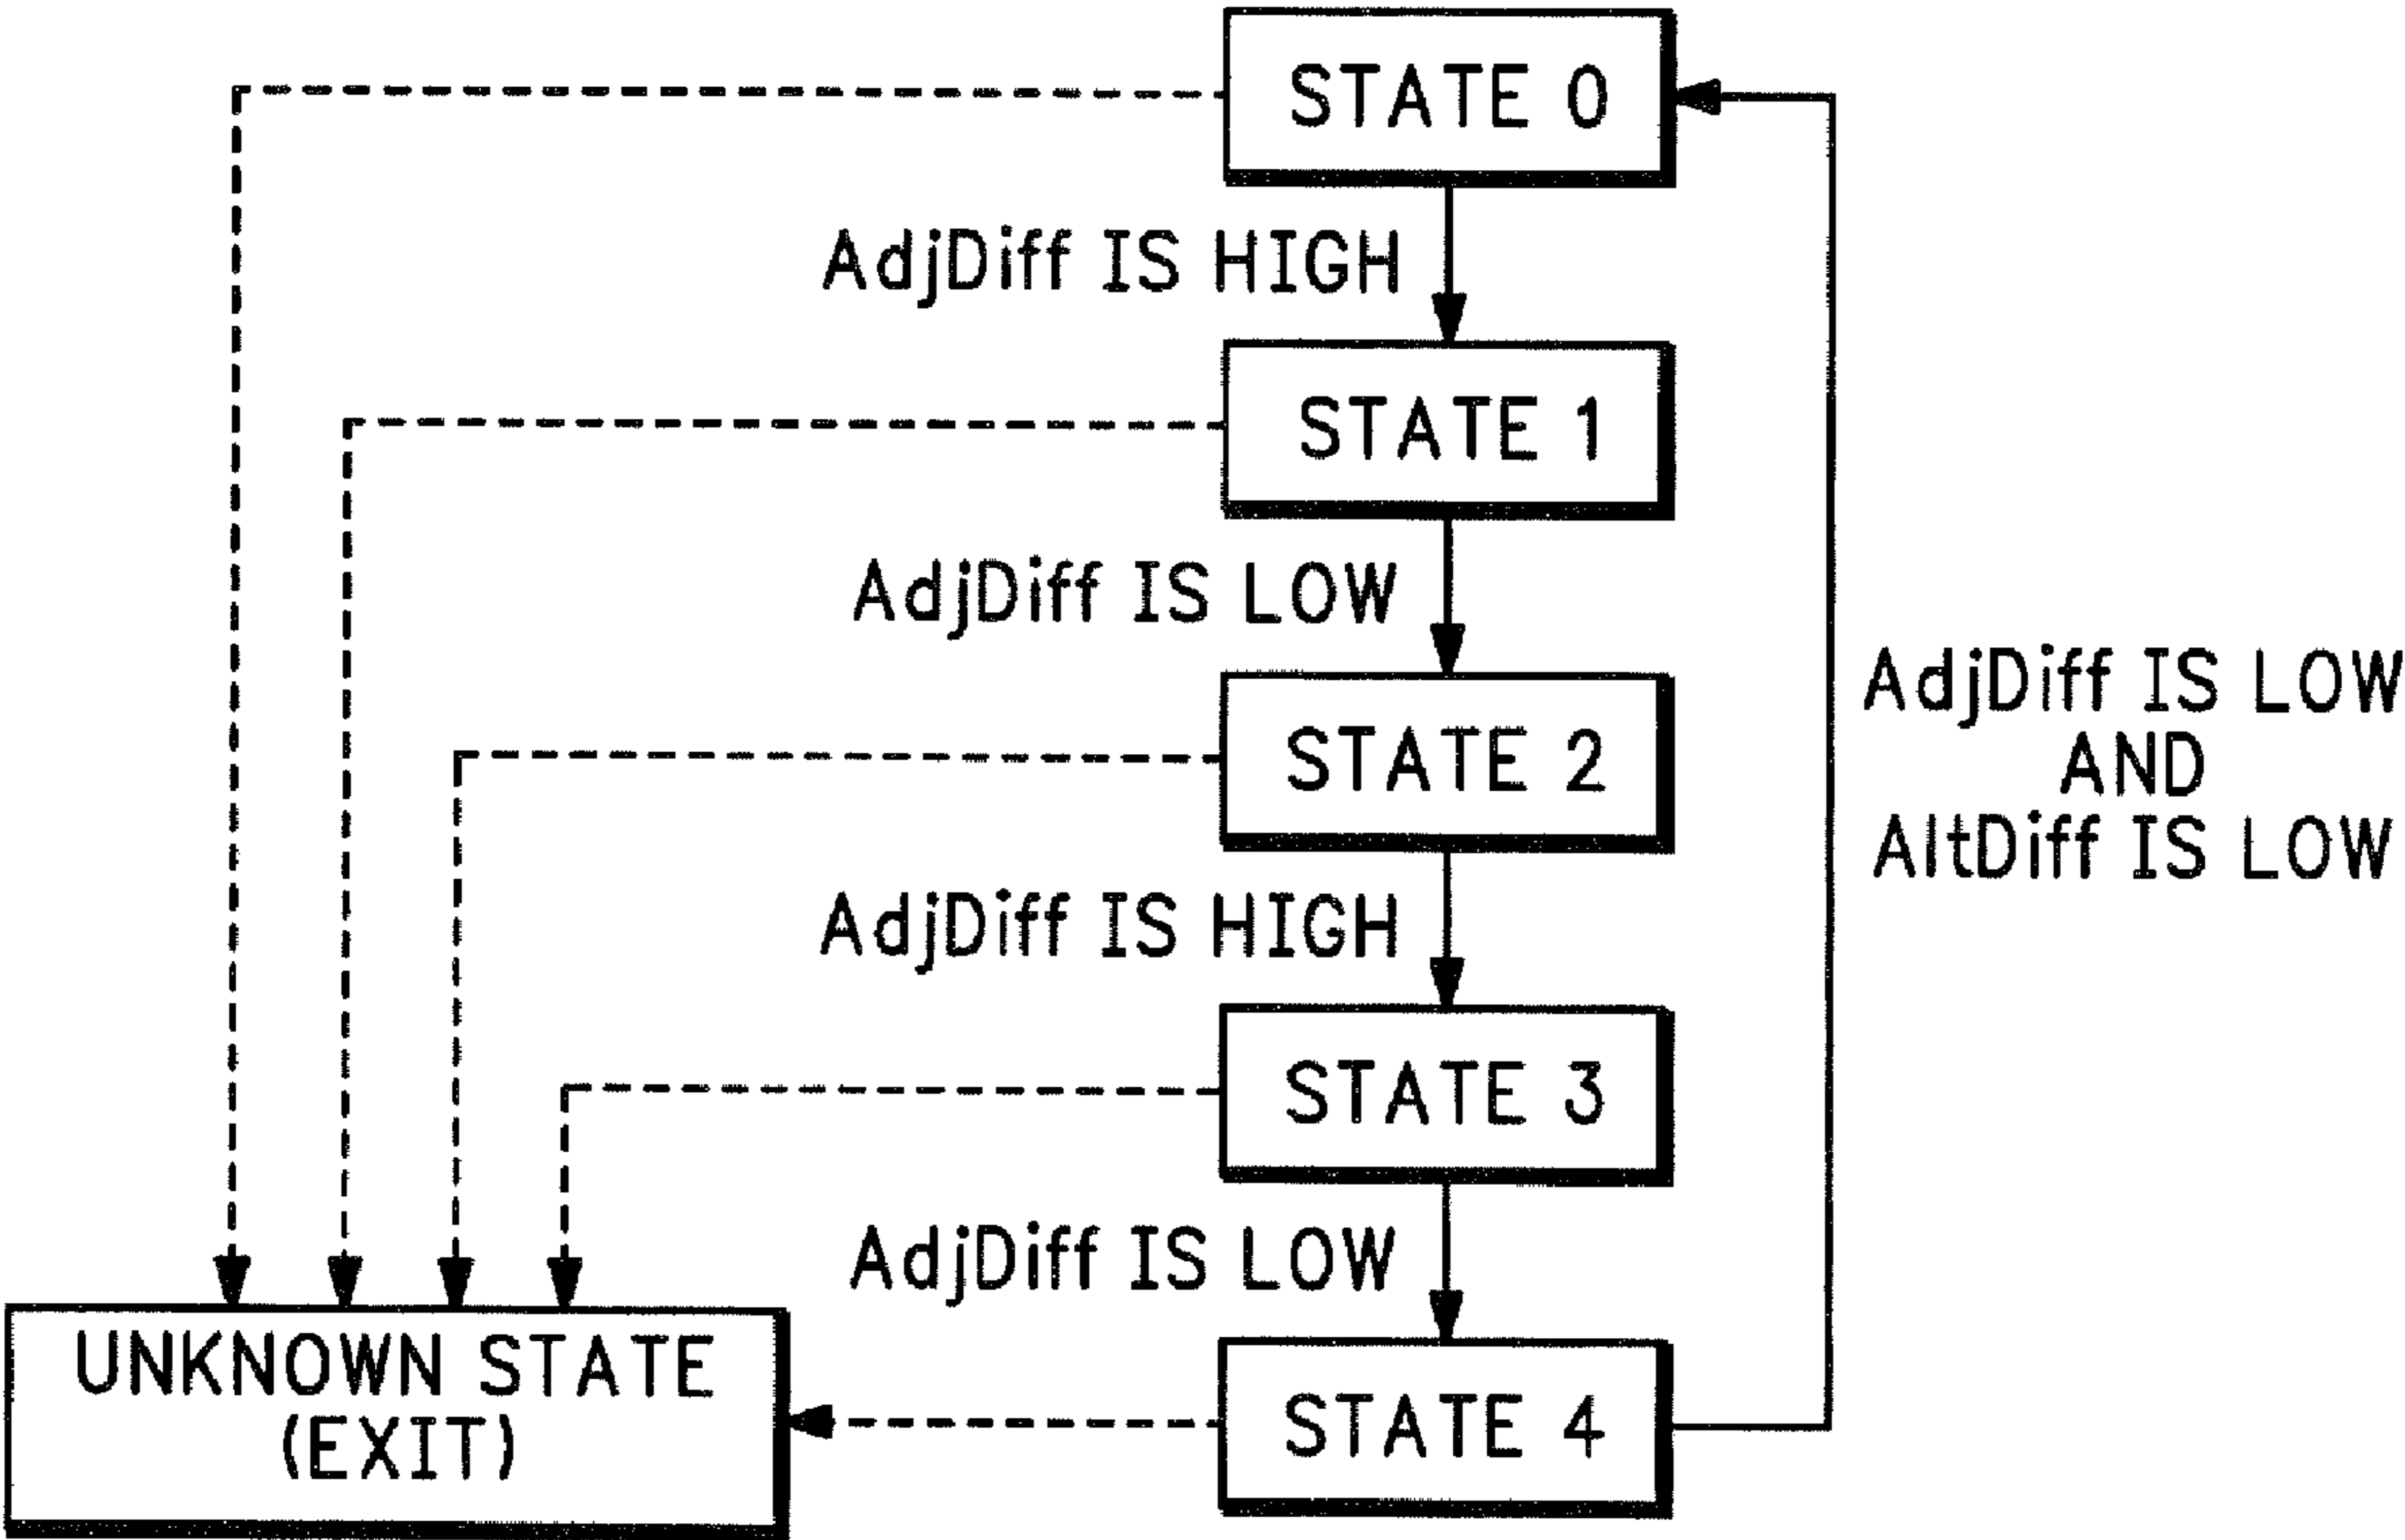 STATE 0
AdjDiff IS HIGH
STATE 1
AdjDiff IS LOW
STATE 2
AdjDiff IS LOW
AND
AltDiff IS LOW
AdjDiff IS HIGH
STATE 3
AdjDiff IS LOW
STATE 4
UNKNOWN STATE
(EXIT)